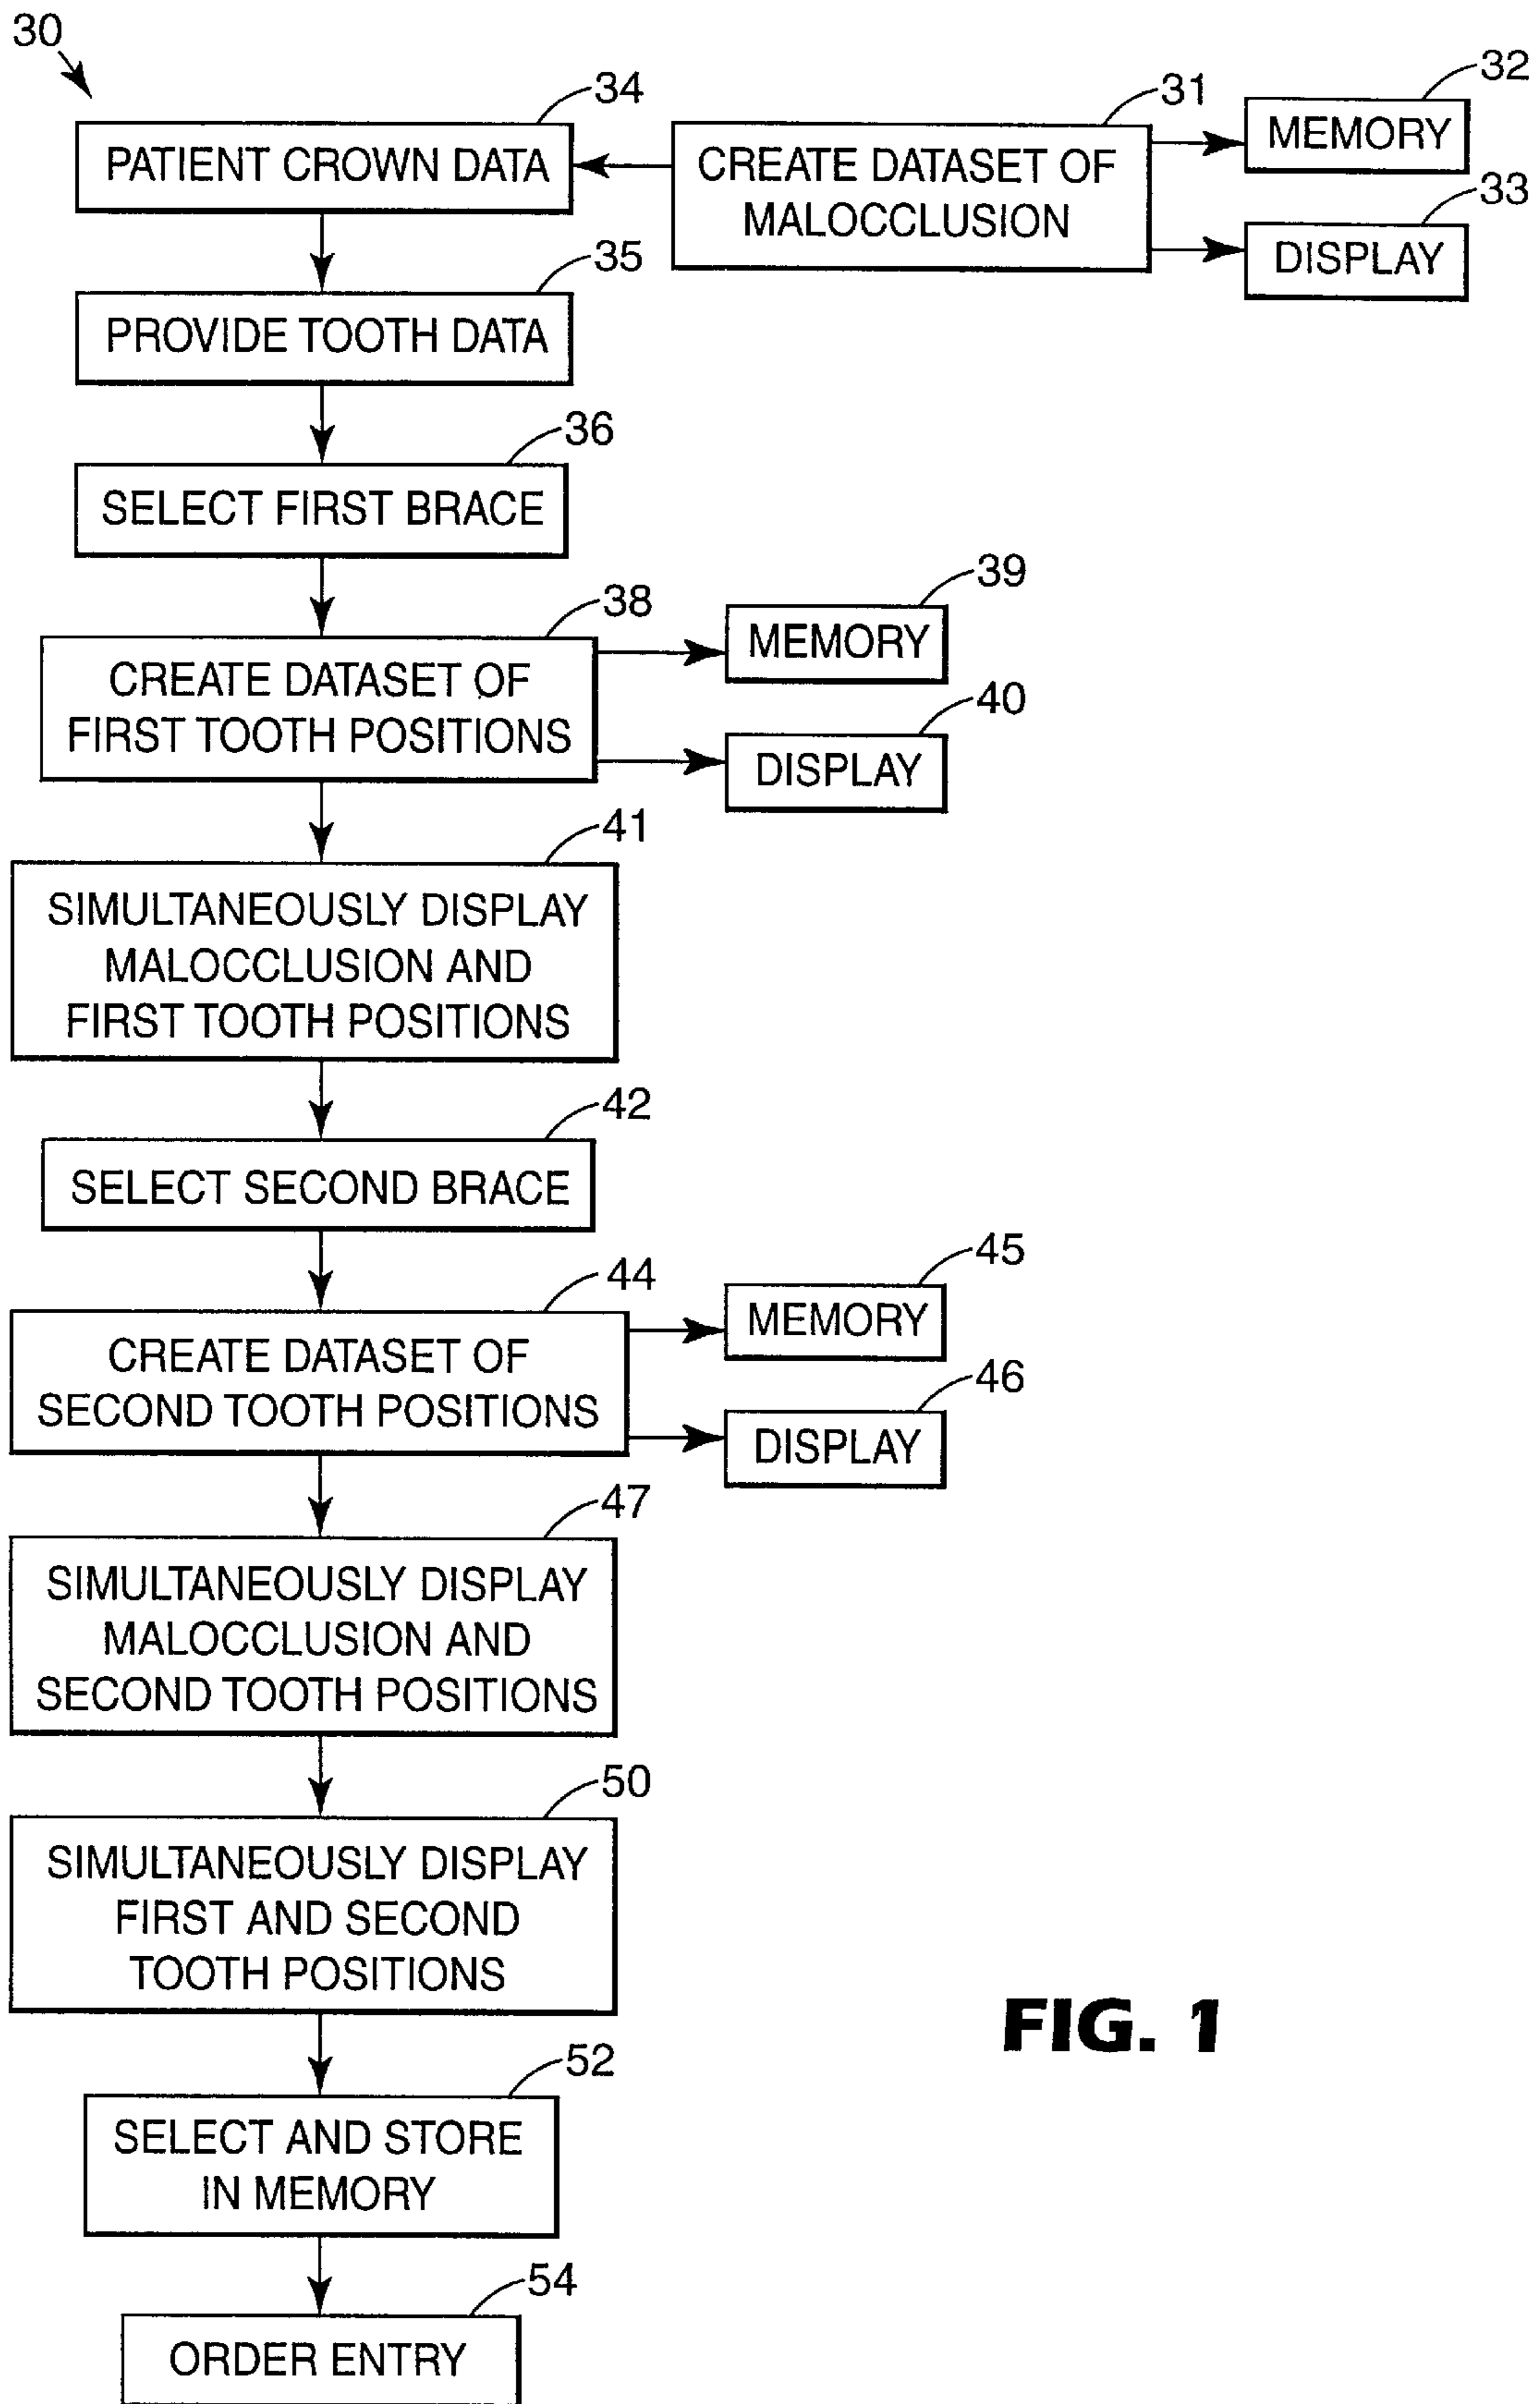 30
34
PATIENT CROWN DATA
31
CREATE DATASET OF
MALOCCLUSION
32
MEMORY
33
DISPLAY
35
PROVIDE TOOTH DATA
36
SELECT FIRST BRACE
38
CREATE DATASET OF
FIRST TOOTH POSITIONS
39
MEMORY
40
DISPLAY
41
SIMULTANEOUSLY DISPLAY
MALOCCLUSION AND
FIRST TOOTH POSITIONS
42
SELECT SECOND BRACE
44
CREATE DATASET OF
SECOND TOOTH POSITIONS
45
MEMORY
46
DISPLAY
47
SIMULTANEOUSLY DISPLAY
MALOCCLUSION AND
SECOND TOOTH POSITIONS
50
SIMULTANEOUSLY DISPLAY
FIRST AND SECOND
TOOTH POSITIONS
52
SELECT AND STORE
IN MEMORY
54
ORDER ENTRY
FIG. 1